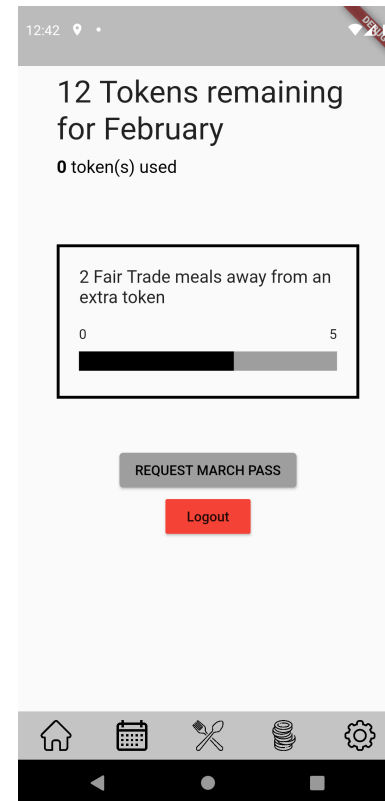 12:42
DEBUG
12 Tokens remaining
for February
0 token(s) used
2 Fair Trade meals away from an
extra token
0 5
REQUEST MARCH PASS
Logout